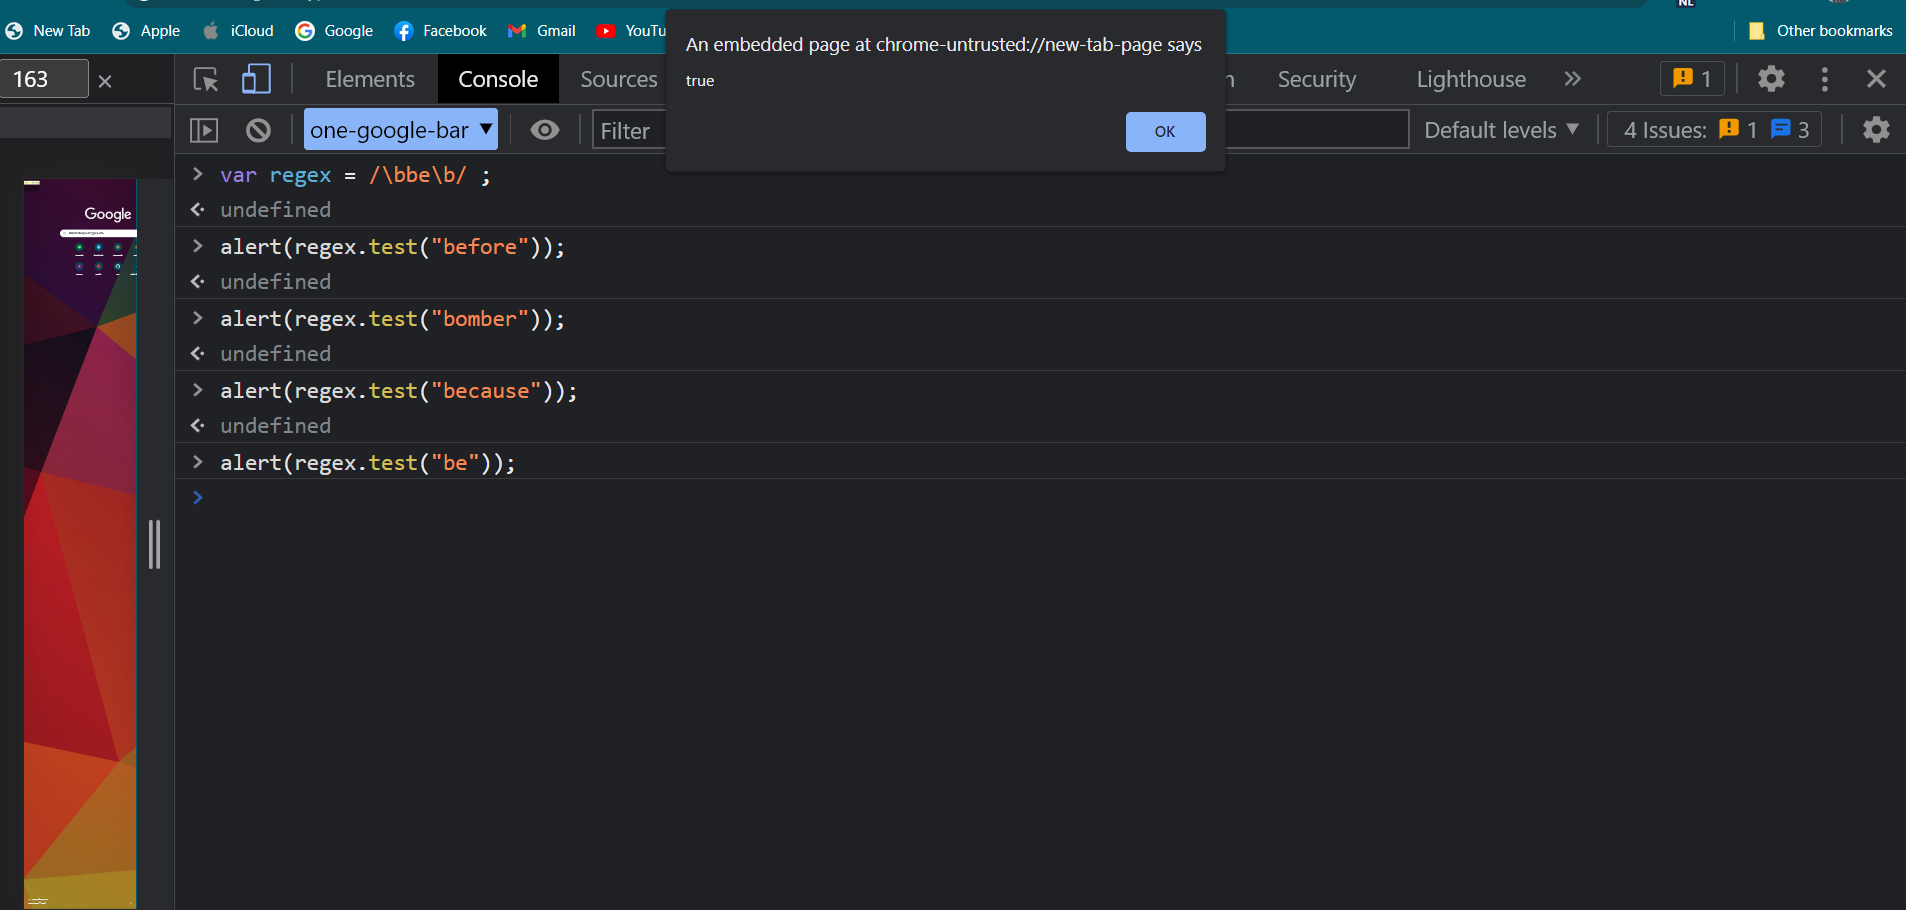 NL
New Tab Apple iCloud Google Facebook Gmail YouTu Other bookmarks
An embedded page at chrome-untrusted://new-tab-page says
true
OK
163 × Elements Console Sources n Security Lighthouse » 1
one-google-bar Filter Default levels 4 Issues: 1 3
> var regex = /\bbe\b/ ;
undefined
> alert(regex.test("before"));
undefined
> alert(regex.test("bomber"));
undefined
> alert(regex.test("because"));
undefined
> alert(regex.test("be"));
>
Google